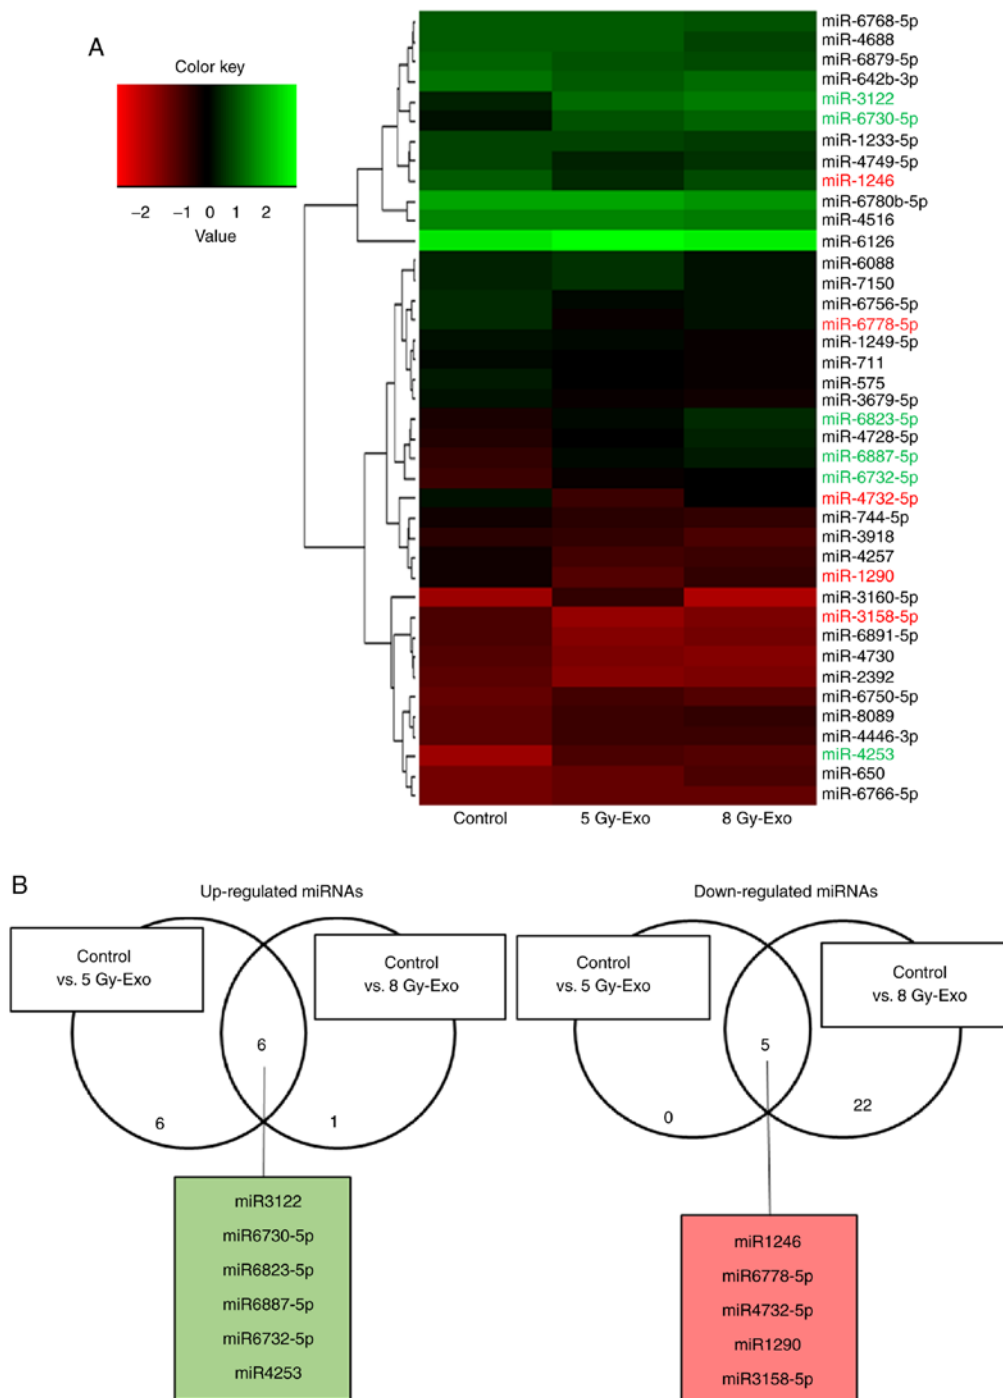 A
Color key
−2 −1 0 1 2
Value
miR-6768-5p
miR-4688
miR-6879-5p
miR-642b-3p
miR-3122
miR-6730-5p
miR-1233-5p
miR-4749-5p
miR-1246
miR-6780b-5p
miR-4516
miR-6126
miR-6088
miR-7150
miR-6756-5p
miR-6778-5p
miR-1249-5p
miR-711
miR-575
miR-3679-5p
miR-6823-5p
miR-4728-5p
miR-6887-5p
miR-6732-5p
miR-4732-5p
miR-744-5p
miR-3918
miR-4257
miR-1290
miR-3160-5p
miR-3158-5p
miR-6891-5p
miR-4730
miR-2392
miR-6750-5p
miR-8089
miR-4446-3p
miR-4253
miR-650
miR-6766-5p
Control 5 Gy-Exo 8 Gy-Exo
B
Up-regulated miRNAs
Control
vs. 5 Gy-Exo
Control
vs. 8 Gy-Exo
6
6
1
miR3122
miR6730-5p
miR6823-5p
miR6887-5p
miR6732-5p
miR4253
Down-regulated miRNAs
Control
vs. 5 Gy-Exo
Control
vs. 8 Gy-Exo
5
0
22
miR1246
miR6778-5p
miR4732-5p
miR1290
miR3158-5p